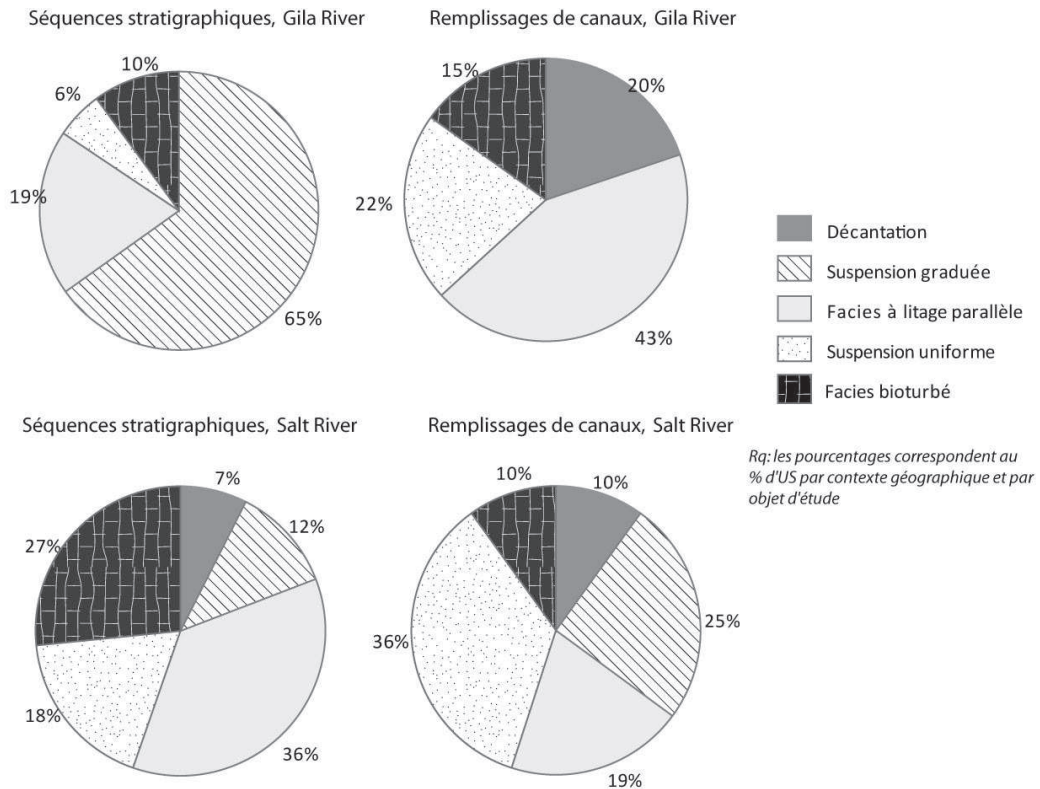 Séquences stratigraphiques, Gila River
10%
6%
19%
65%
Remplissages de canaux, Gila River
15%
20%
22%
43%
Décantation
Suspension graduée
Facies à litage parallèle
Suspension uniforme
Facies bioturbé
Séquences stratigraphiques, Salt River
7%
12%
27%
18%
36%
Remplissages de canaux, Salt River
10%
10%
25%
36%
19%
Rq: les pourcentages correspondent au
% d'US par contexte géographique et par
objet d'étude